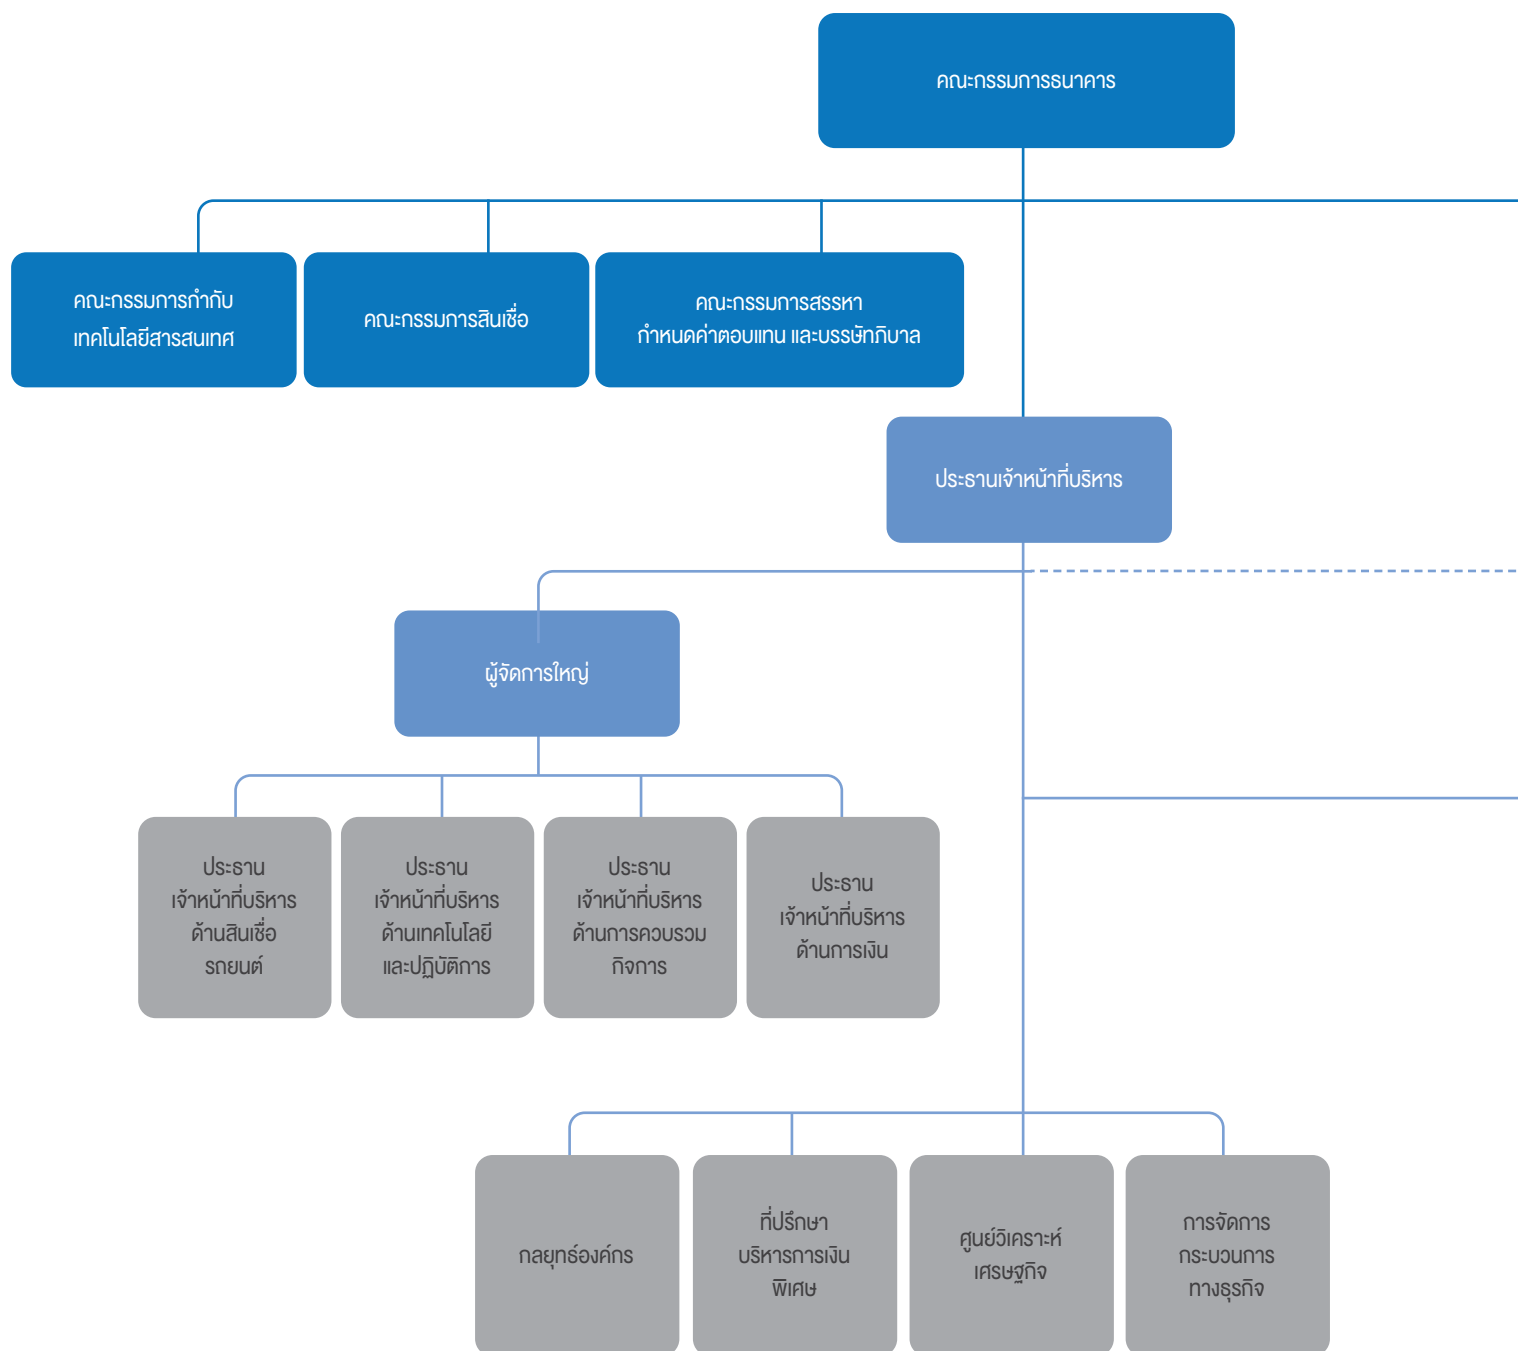 คณะกรรมการธนาคาร
คณะกรรมการกำกับ
เทคโนโลยีสารสนเทศ
คณะกรรมการสินเชื่อ
คณะกรรมการสรรหา
กำหนดค่าตอบแทน และบรรษัทภิบาล
ประธานเจ้าหน้าที่บริหาร
ผู้จัดการใหญ่
ประธาน
เจ้าหน้าที่บริหาร
ด้านสินเชื่อ
รถยนต์
ประธาน
เจ้าหน้าที่บริหาร
ด้านเทคโนโลยี
และปฏิบัติการ
ประธาน
เจ้าหน้าที่บริหาร
ด้านการควบรวม
กิจการ
ประธาน
เจ้าหน้าที่บริหาร
ด้านการเงิน
กลยุทธ์องค์กร
ที่ปรึกษา
บริหารการเงิน
พิเศษ
ศูนย์วิเคราะห์
เศรษฐกิจ
การจัดการ
กระบวนการ
ทางธุรกิจ